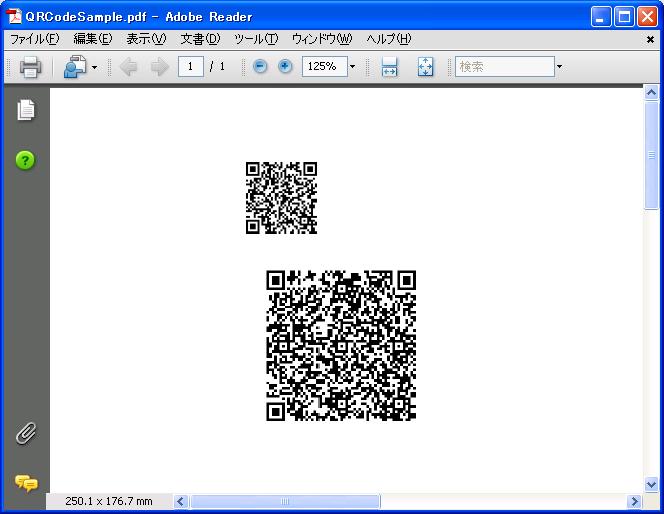 QRCodeSample.pdf - Adobe Reader
ファイル(F) 編集(E) 表示(V) 文書(D) ツール(T) ウィンドウ(W) ヘルプ(H)
1 / 1 125% 検索
250.1 x 176.7 mm